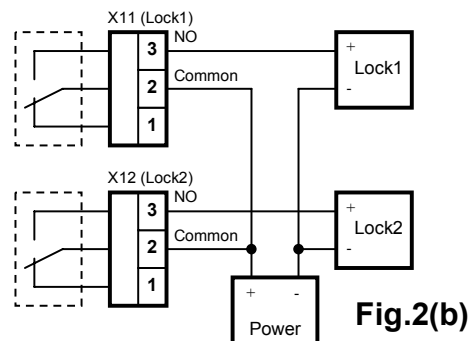 X11 (Lock1)
3
NO
2
Common
1
+
Lock1
-
X12 (Lock2)
3
NO
2
Common
1
+
Lock2
-
+ -
Power
Fig.2(b)